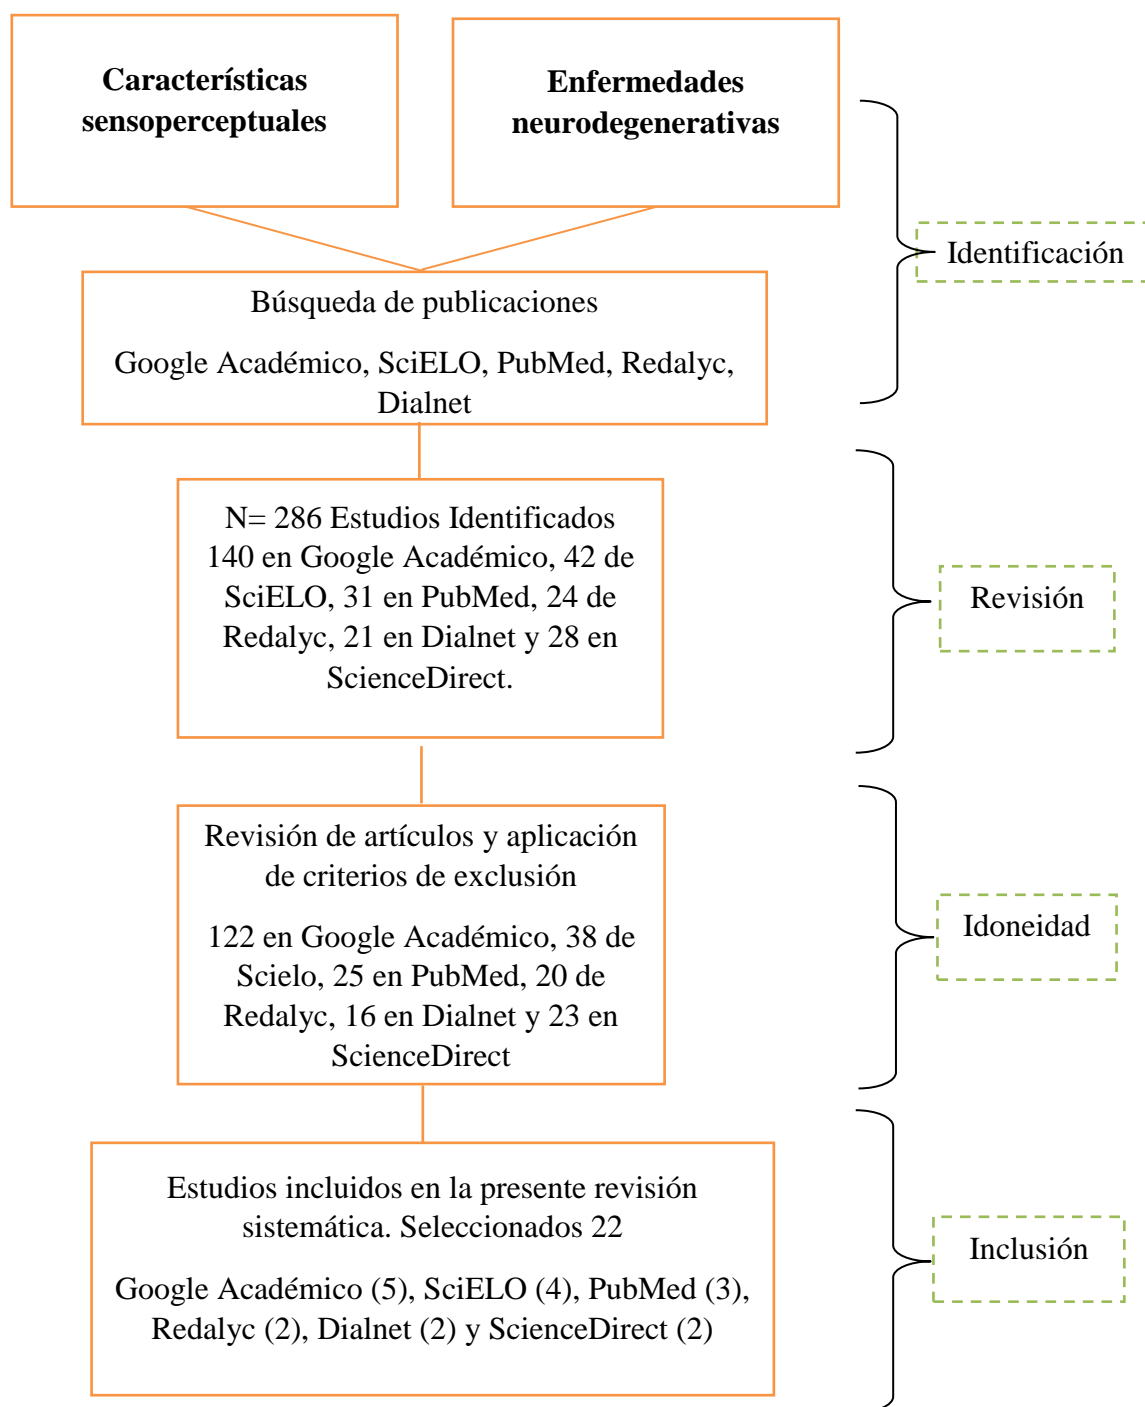 Características
sensoperceptuales
Enfermedades
neurodegenerativas
Identificación
Búsqueda de publicaciones
Google Académico, SciELO, PubMed, Redalyc,
Dialnet
N= 286 Estudios Identificados
140 en Google Académico, 42 de
SciELO, 31 en PubMed, 24 de
Redalyc, 21 en Dialnet y 28 en
ScienceDirect.
Revisión
Revisión de artículos y aplicación
de criterios de exclusión
122 en Google Académico, 38 de
Scielo, 25 en PubMed, 20 de
Redalyc, 16 en Dialnet y 23 en
ScienceDirect
Idoneidad
Estudios incluidos en la presente revisión
sistemática. Seleccionados 22
Google Académico (5), SciELO (4), PubMed (3),
Redalyc (2), Dialnet (2) y ScienceDirect (2)
Inclusión